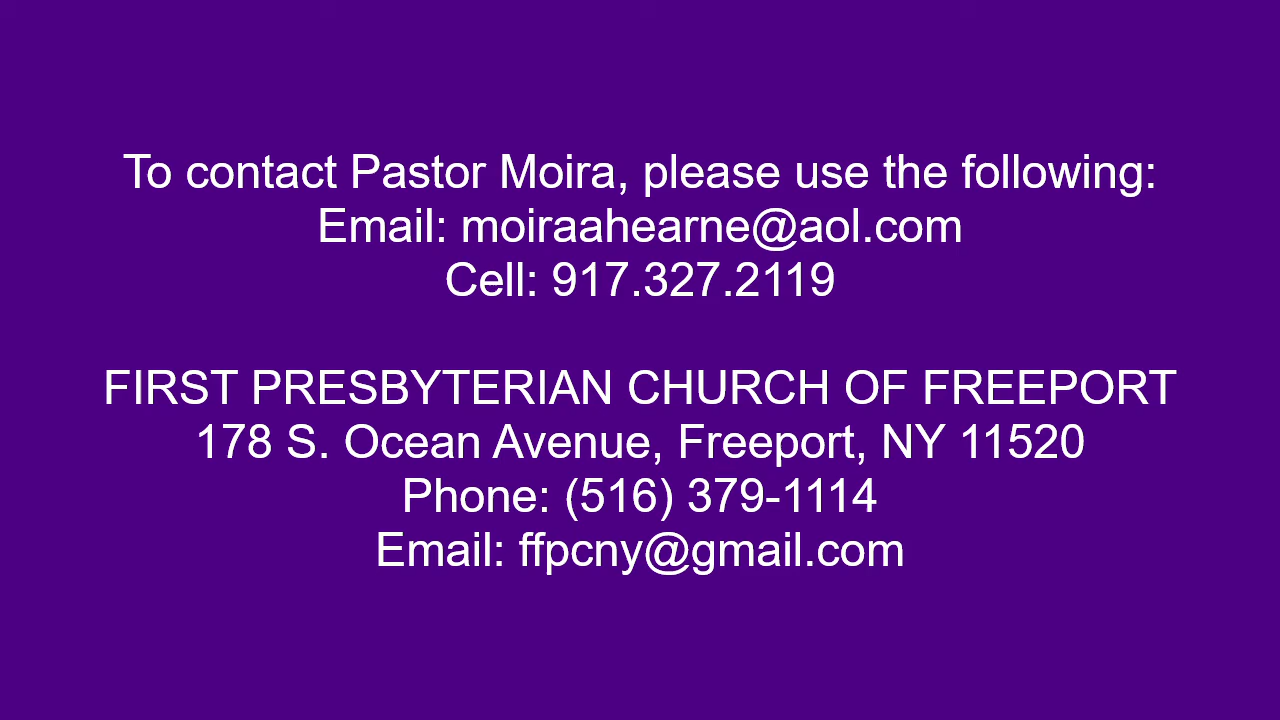 To contact Pastor Moira, please use the following:
Email: moiraahearne@aol.com
Cell: 917.327.2119
FIRST PRESBYTERIAN CHURCH OF FREEPORT
178 S. Ocean Avenue, Freeport, NY 11520
Phone: (516) 379-1114
Email: ffpcny@gmail.com